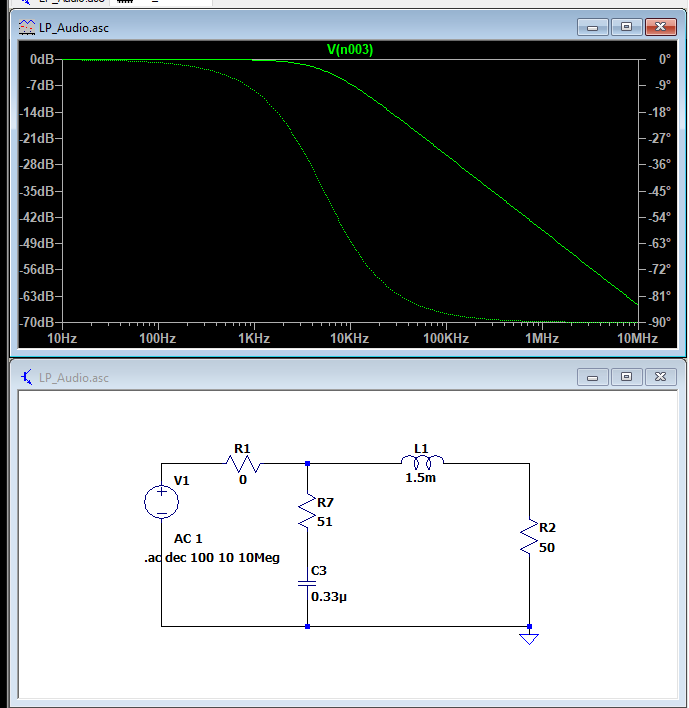 LP_Audio.asc
V(n003)
0dB 0°
-7dB -9°
-14dB -18°
-21dB -27°
-28dB -36°
-35dB -45°
-42dB -54°
-49dB -63°
-56dB -72°
-63dB -81°
-70dB -90°
10Hz 100Hz 1KHz 10KHz 100KHz 1MHz 10MHz
LP_Audio.asc
R1 L1
0 1.5m
V1
R7
51
R2
50
AC 1
.ac dec 100 10 10Meg
C3
0.33µ